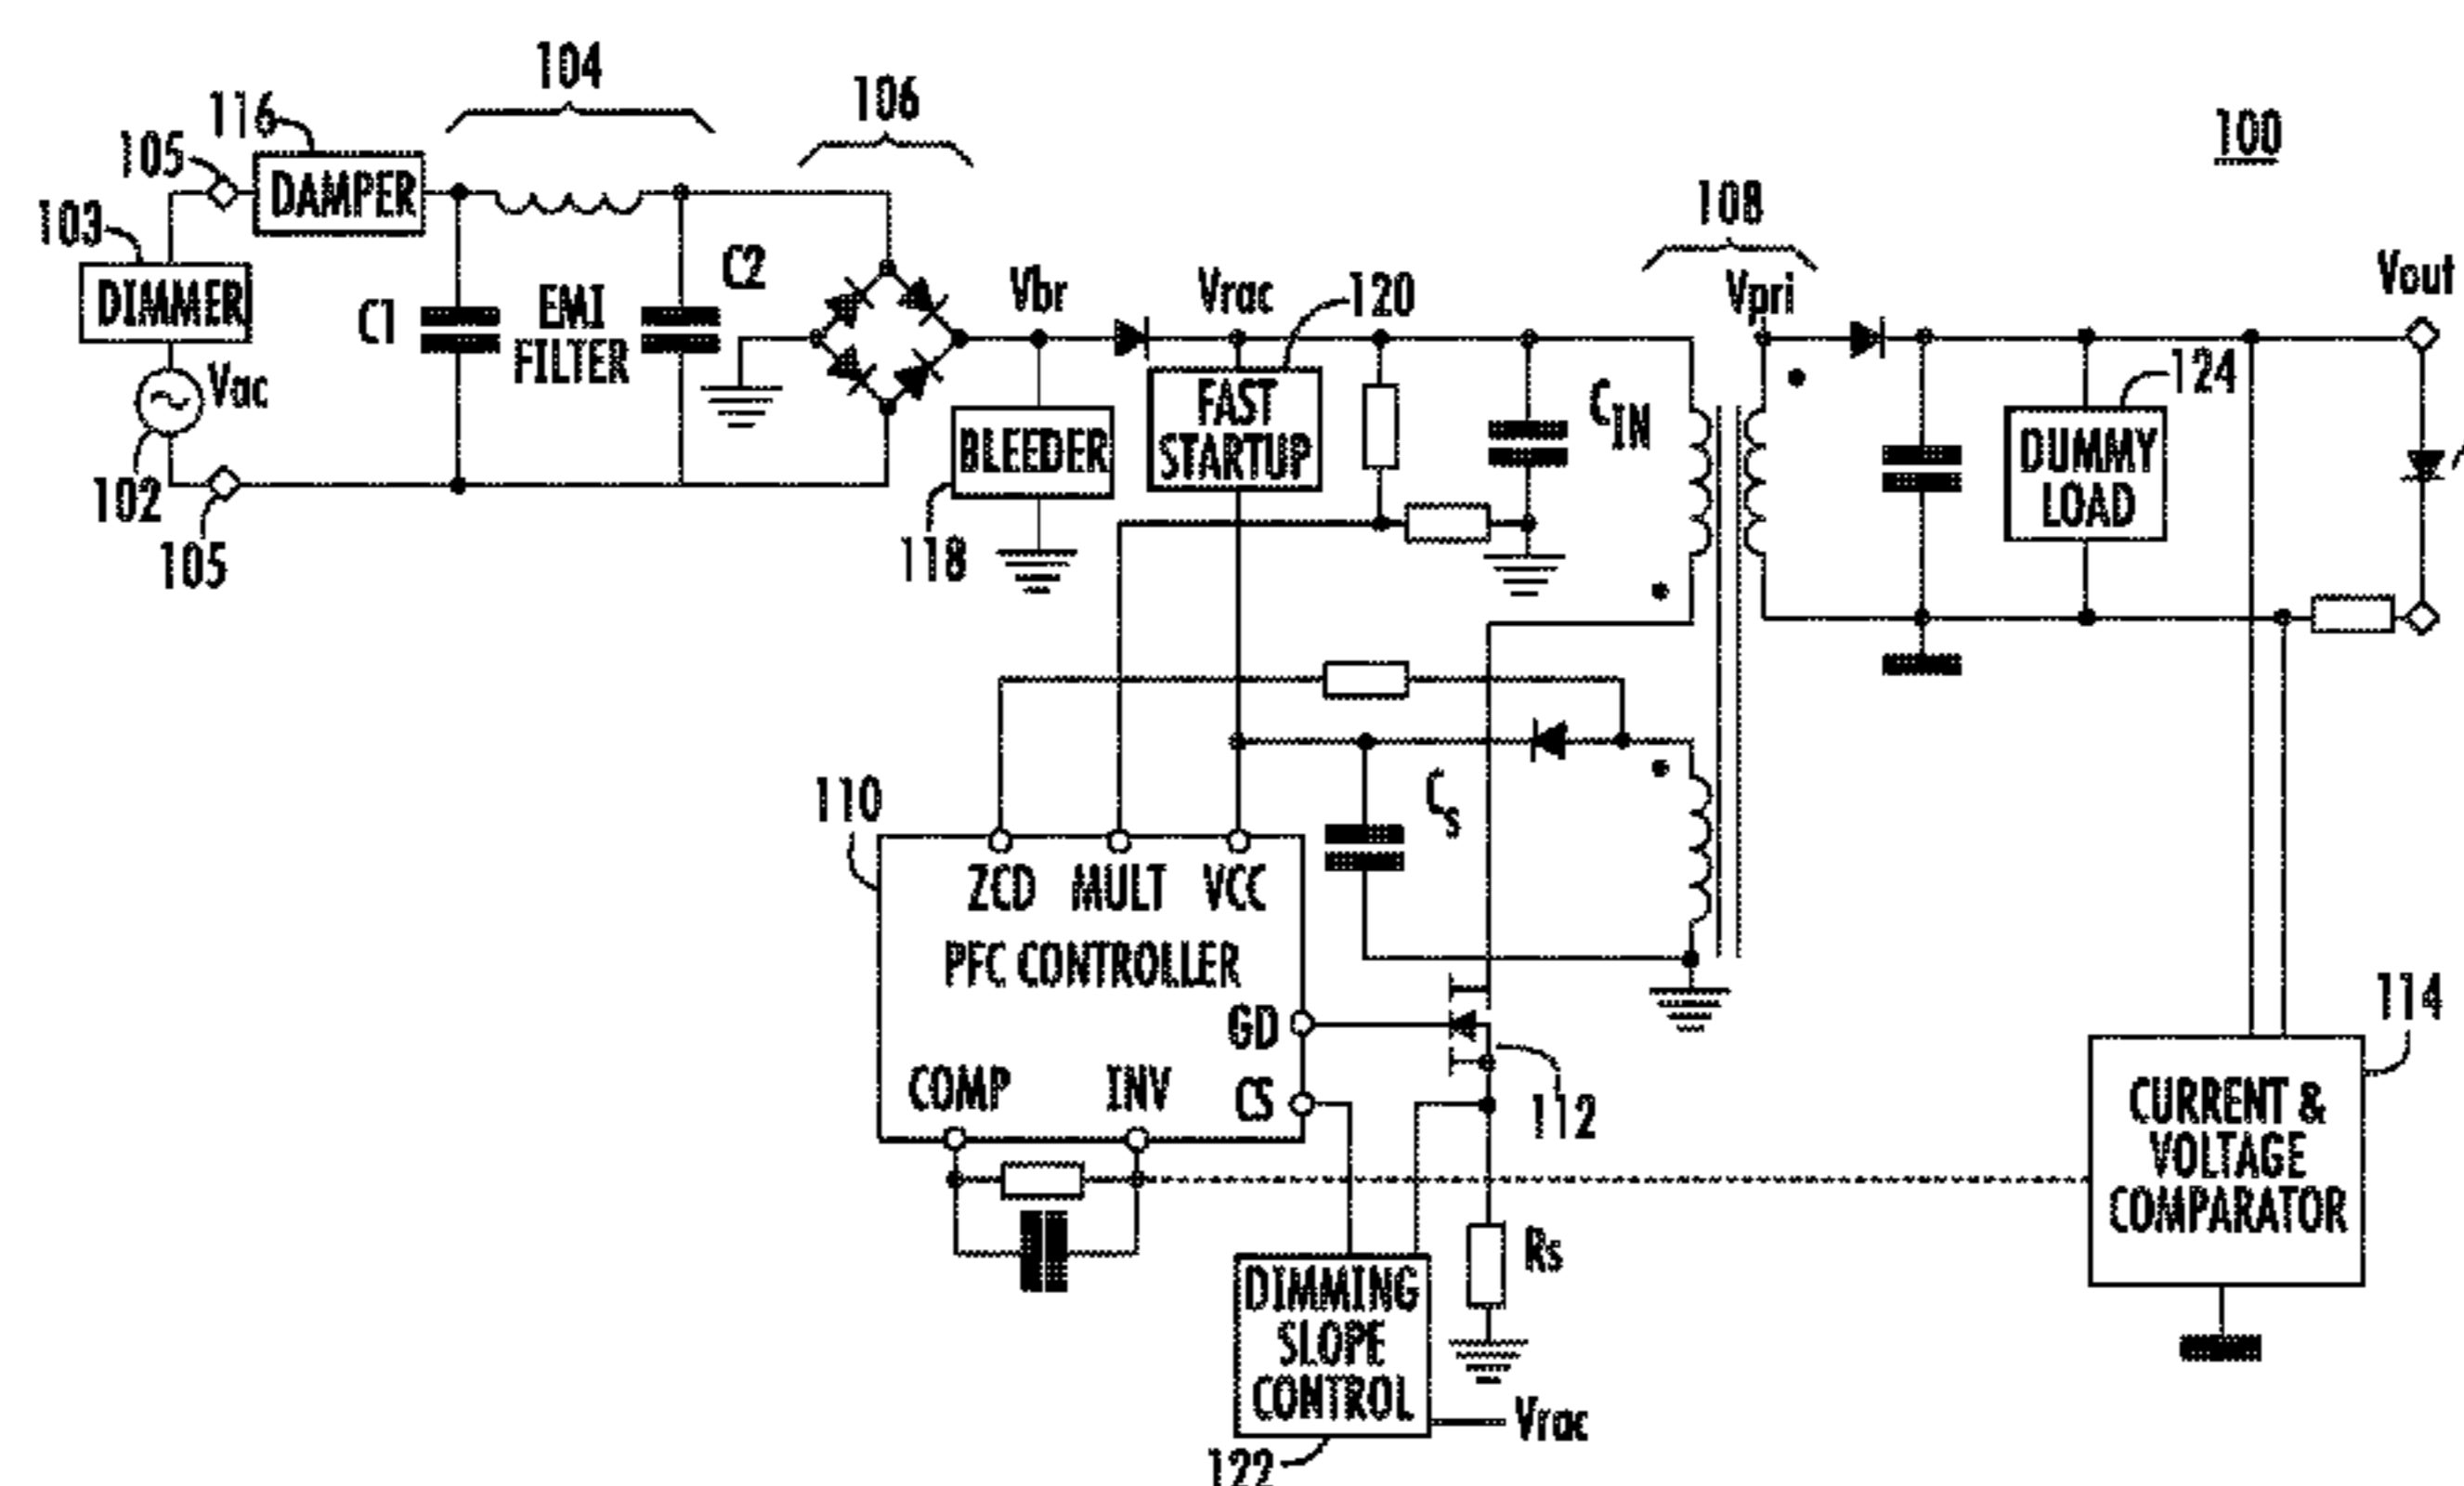 104
106
116
105
100
103
DAMPER
108
C2
Vbr
Vrac
120
Vpri
Vout
DIMMER
C1
EMI
FILTER
Vac
FAST
STARTUP
CIN
124
BLEEDER
DUMMY
LOAD
102
105
118
110
Cs
ZCD MULT VCC
PFC CONTROLLER
GD
114
COMP INV CS
112
CURRENT &
VOLTAGE
COMPARATOR
Rs
DIMMING
SLOPE
CONTROL
Vrac
122